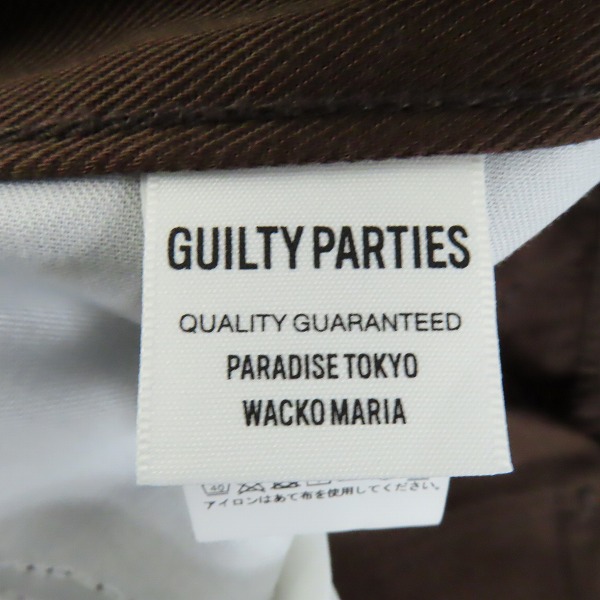 GUILTY PARTIES
QUALITY GUARANTEED
PARADISE TOKYO
WACKO MARIA
40
アイロンはあて布を使用してください。